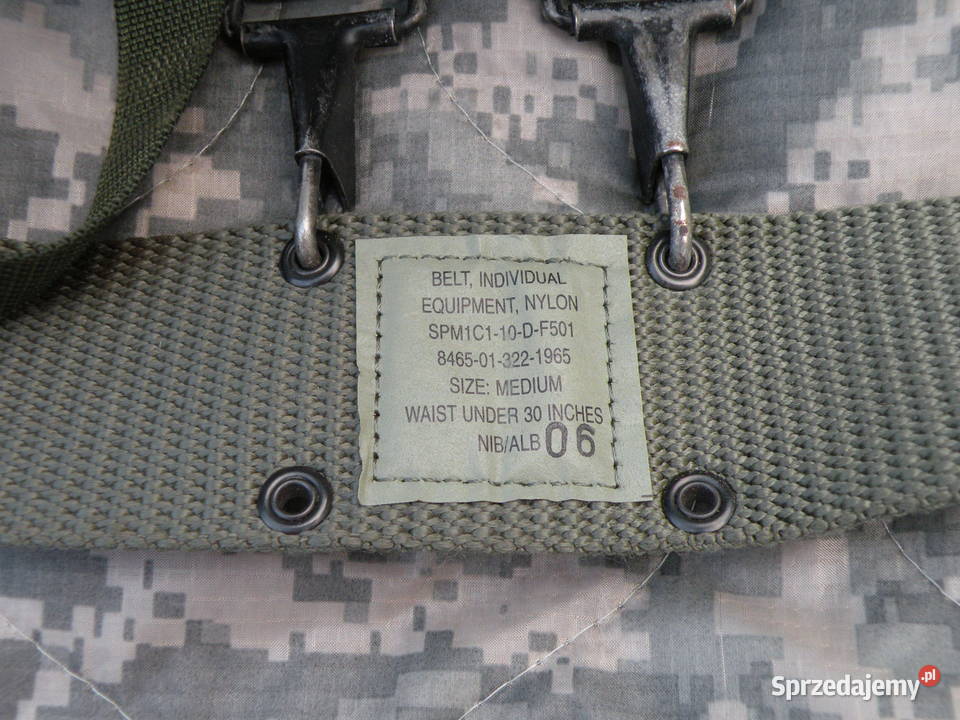 BELT, INDIVIDUAL
EQUIPMENT, NYLON
SPM1C1-10-D-F501
8465-01-322-1965
SIZE: MEDIUM
WAIST UNDER 30 INCHES
NIB/ALB 06
Sprzedajemy.pl